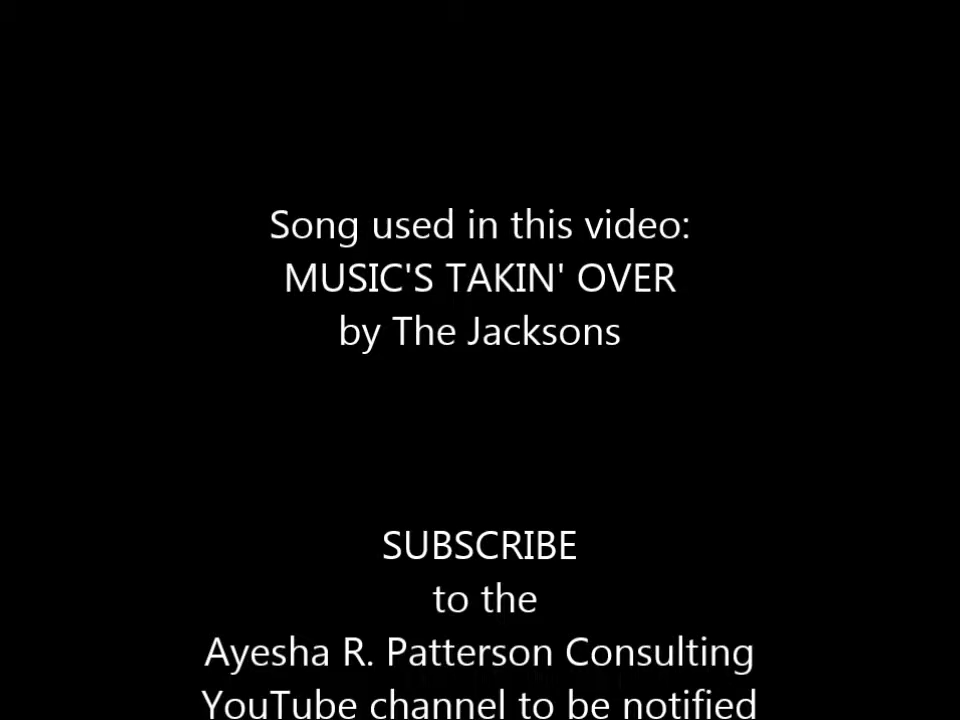 Song used in this video:
MUSIC'S TAKIN' OVER
by The Jacksons
SUBSCRIBE
to the
Ayesha R. Patterson Consulting
YouTube channel to be notified